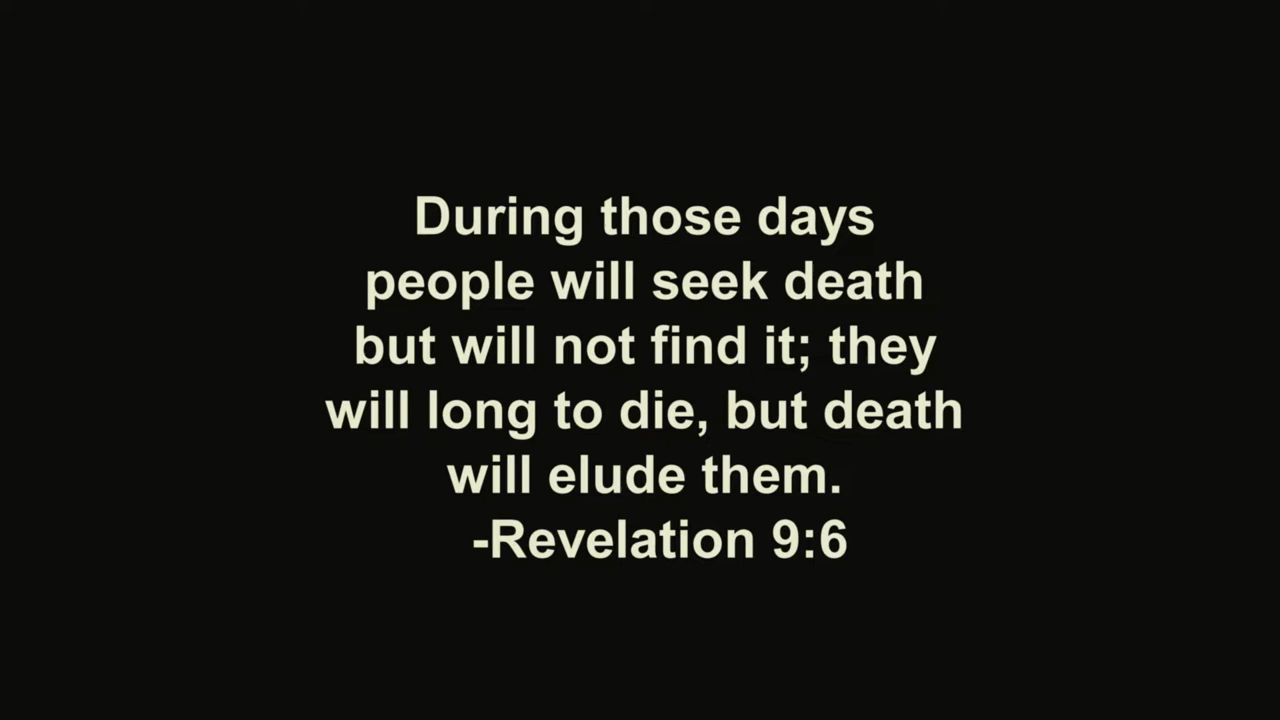 During those days
people will seek death
but will not find it; they
will long to die, but death
will elude them.
-Revelation 9:6